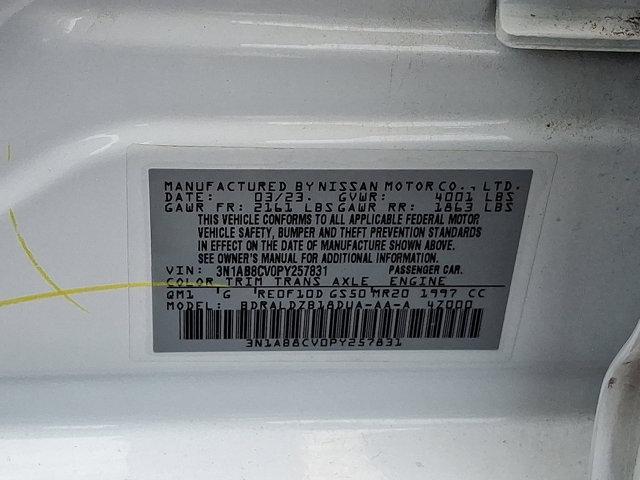 MANUFACTURED BY NISSAN MOTOR CO., LTD.
DATE: 03/23. GVWR: 4001 LBS
GAWR FR: 2161 LBS GAWR RR: 1863 LBS
THIS VEHICLE CONFORMS TO ALL APPLICABLE FEDERAL MOTOR
VEHICLE SAFETY, BUMPER AND THEFT PREVENTION STANDARDS
IN EFFECT ON THE DATE OF MANUFACTURE SHOWN ABOVE.
SEE OWNER'S MANUAL FOR ADDITIONAL INFORMATION.
VIN: 3N1AB8CV0PY257831 PASSENGER CAR.
COLOR TRIM TRANS AXLE ENGINE
QM1 G RE0F10D GS50 MR20 1997 CC
MODEL: BDRALDZB18DUA-AA-A 47000
3N1AB8CV0PY257831